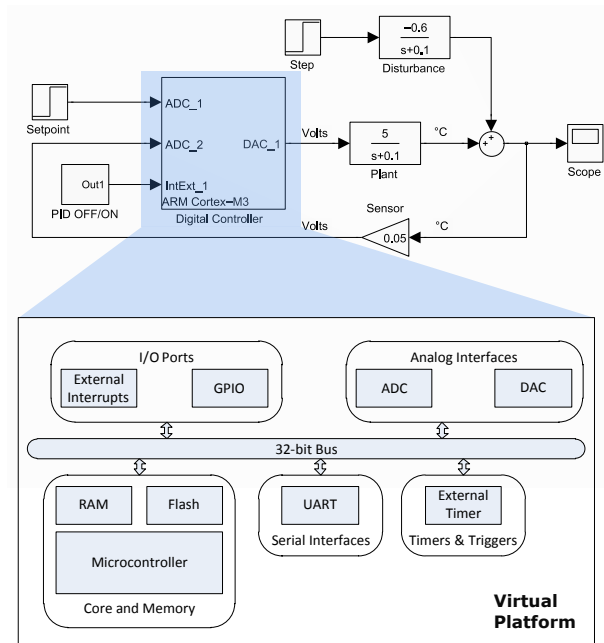 Step
−0.6
s+0.1
Disturbance
Setpoint
ADC_1
ADC_2
DAC_1
IntExt_1
ARM Cortex−M3
Digital Controller
Out1
PID OFF/ON
Volts
5
s+0.1
Plant
°C
+
+
Scope
Sensor
Volts
0.05
°C
I/O Ports
External
Interrupts
GPIO
Analog Interfaces
ADC
DAC
32-bit Bus
RAM
Flash
Microcontroller
Core and Memory
UART
Serial Interfaces
External
Timer
Timers & Triggers
Virtual
Platform